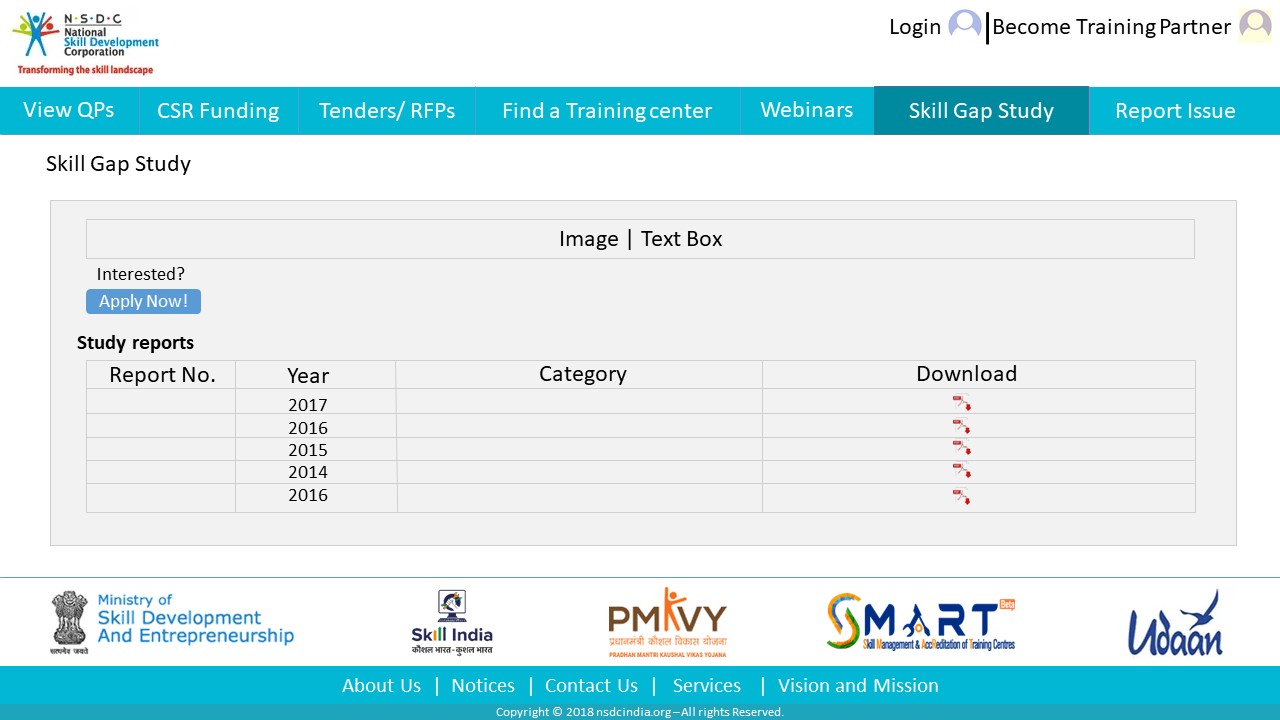 N·S·D·C
National
Skill Development
Corporation
Transforming the skill landscape
Login
Become Training Partner
View QPs
CSR Funding
Tenders/ RFPs
Find a Training center
Webinars
Skill Gap Study
Report Issue
Skill Gap Study
Image | Text Box
Interested?
Apply Now!
Study reports
Report No. Year Category Download
2017
2016
2015
2014
2016
सत्यमेव जयते
Ministry of
Skill Development
And Entrepreneurship
Skill India
कौशल भारत-कुशल भारत
PMKVY
प्रधानमंत्री कौशल विकास योजना
PRADHAN MANTRI KAUSHAL VIKAS YOJANA
SMART Beta
Skill Management & AccReditation of Training Centres
Udaan
About Us | Notices | Contact Us | Services | Vision and Mission
Copyright © 2018 nsdcindia.org – All rights Reserved.